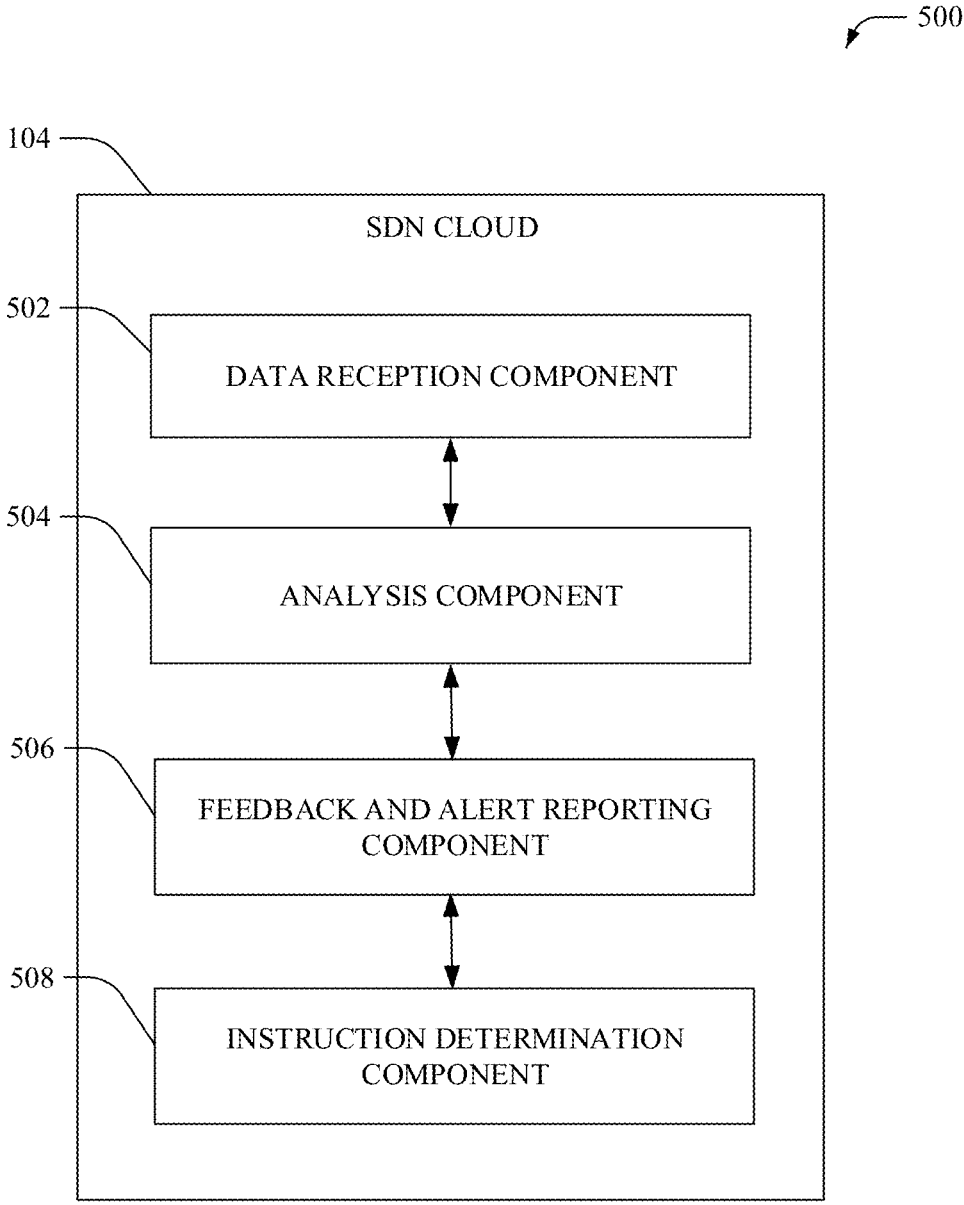 500
104
SDN CLOUD
502
DATA RECEPTION COMPONENT
504
ANALYSIS COMPONENT
506
FEEDBACK AND ALERT REPORTING
COMPONENT
508
INSTRUCTION DETERMINATION
COMPONENT